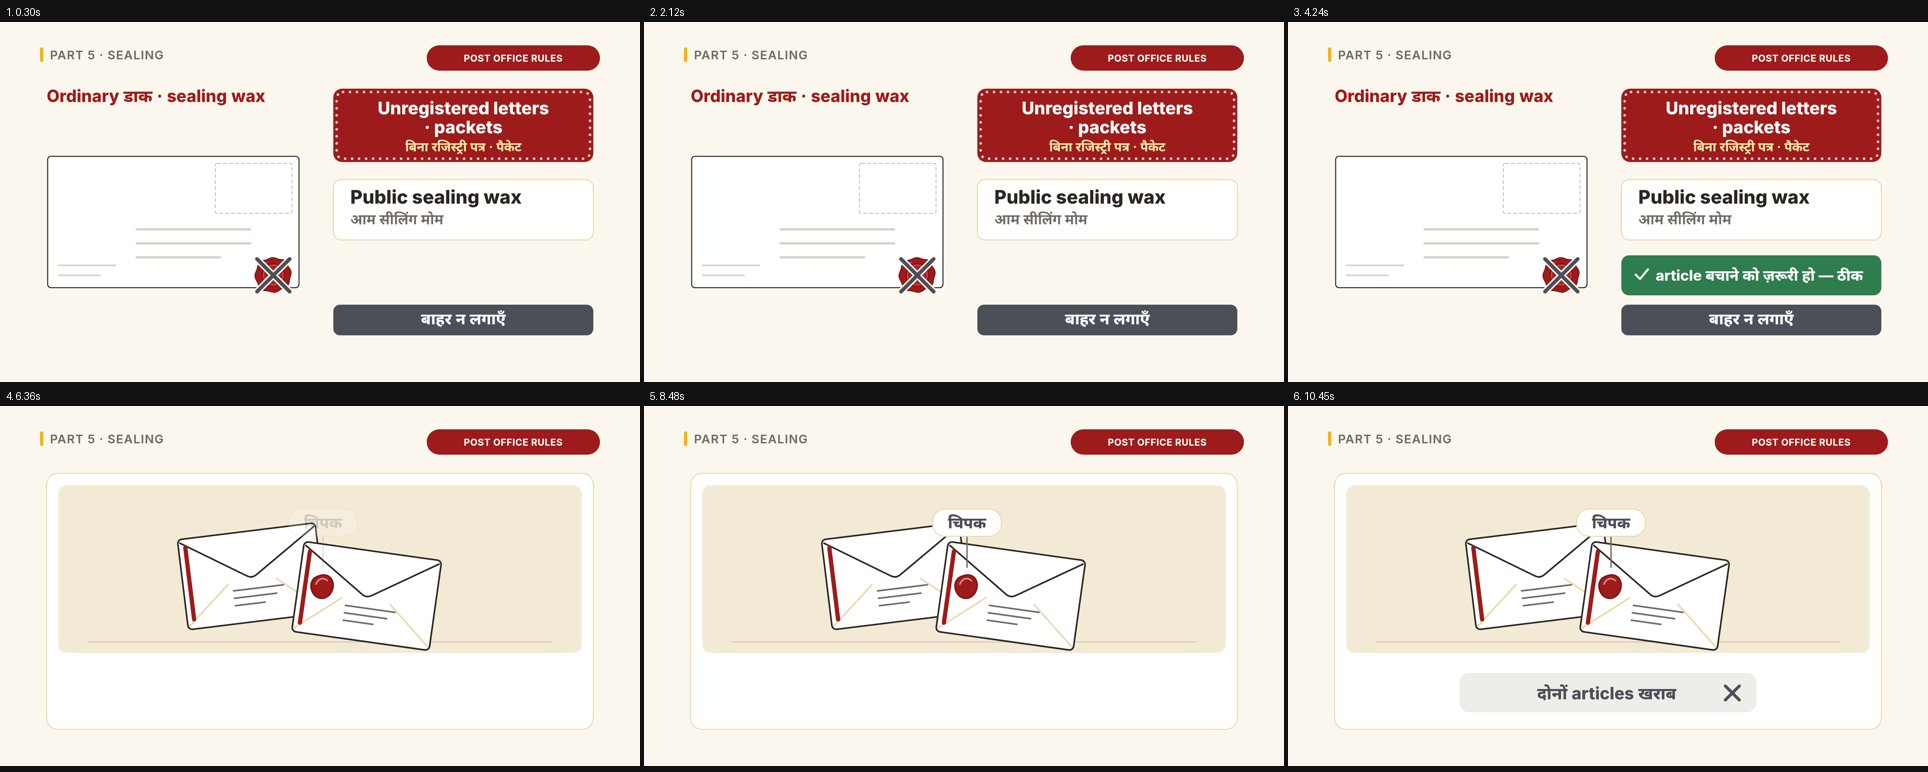 1. 0.30s
PART 5 · SEALING
POST OFFICE RULES
Ordinary डाक · sealing wax
Unregistered letters
· packets
बिना रजिस्ट्री पत्र · पैकेट
Public sealing wax
आम सीलिंग मोम
बाहर न लगाएँ
2. 2.12s
PART 5 · SEALING
POST OFFICE RULES
Ordinary डाक · sealing wax
Unregistered letters
· packets
बिना रजिस्ट्री पत्र · पैकेट
Public sealing wax
आम सीलिंग मोम
बाहर न लगाएँ
3. 4.24s
PART 5 · SEALING
POST OFFICE RULES
Ordinary डाक · sealing wax
Unregistered letters
· packets
बिना रजिस्ट्री पत्र · पैकेट
Public sealing wax
आम सीलिंग मोम
article बचाने को ज़रूरी हो — ठीक
बाहर न लगाएँ
4. 6.36s
PART 5 · SEALING
POST OFFICE RULES
चिपक
5. 8.48s
PART 5 · SEALING
POST OFFICE RULES
चिपक
6. 10.45s
PART 5 · SEALING
POST OFFICE RULES
चिपक
दोनों articles खराब